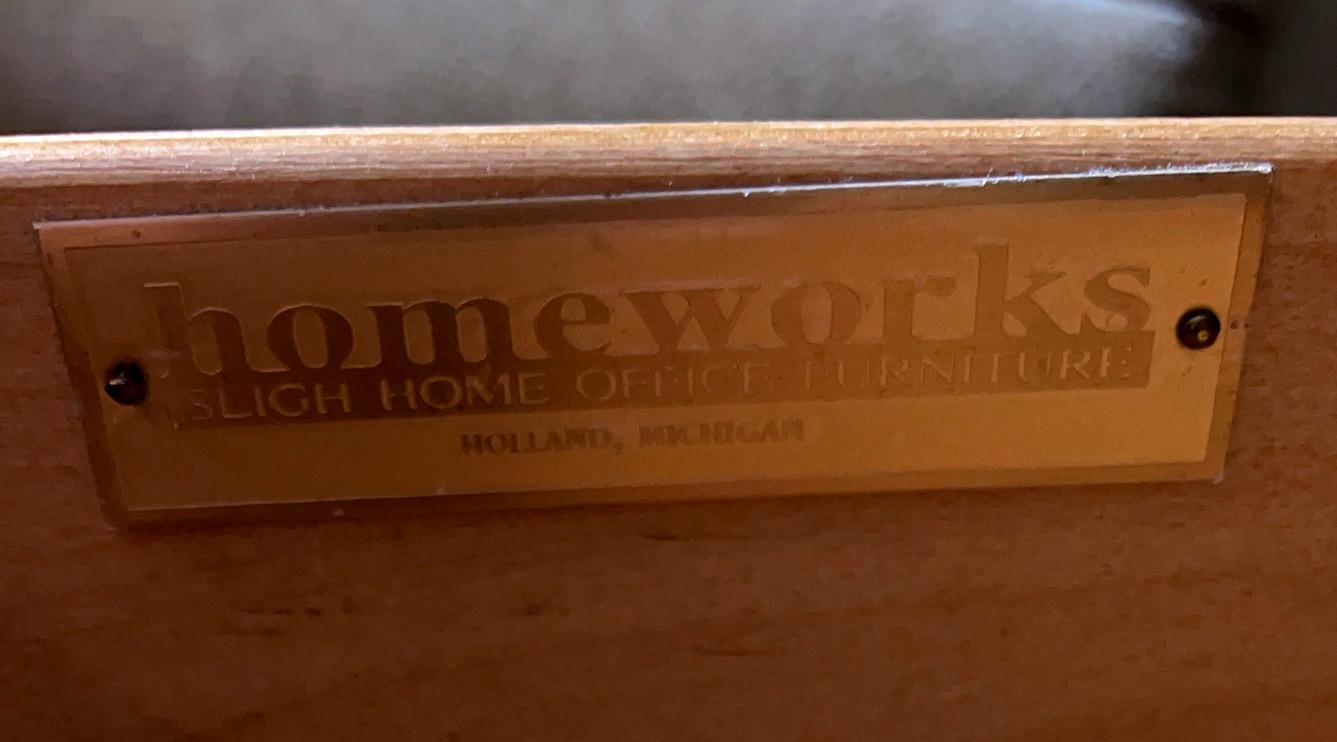 homeworks
SLIGH HOME OFFICE FURNITURE
HOLLAND, MICHIGAN